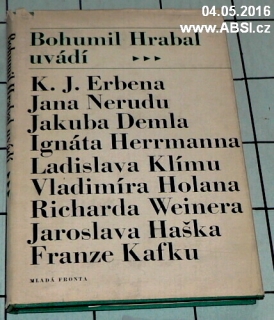 04.05.2016
www.ABSI.cz
Bohumil Hrabal
uvádí ▸▸▸
K. J. Erbena
Jana Nerudu
Jakuba Demla
Ignáta Herrmanna
Ladislava Klímu
Vladimíra Holana
Richarda Weinera
Jaroslava Haška
Franze Kafku
MLADÁ FRONTA